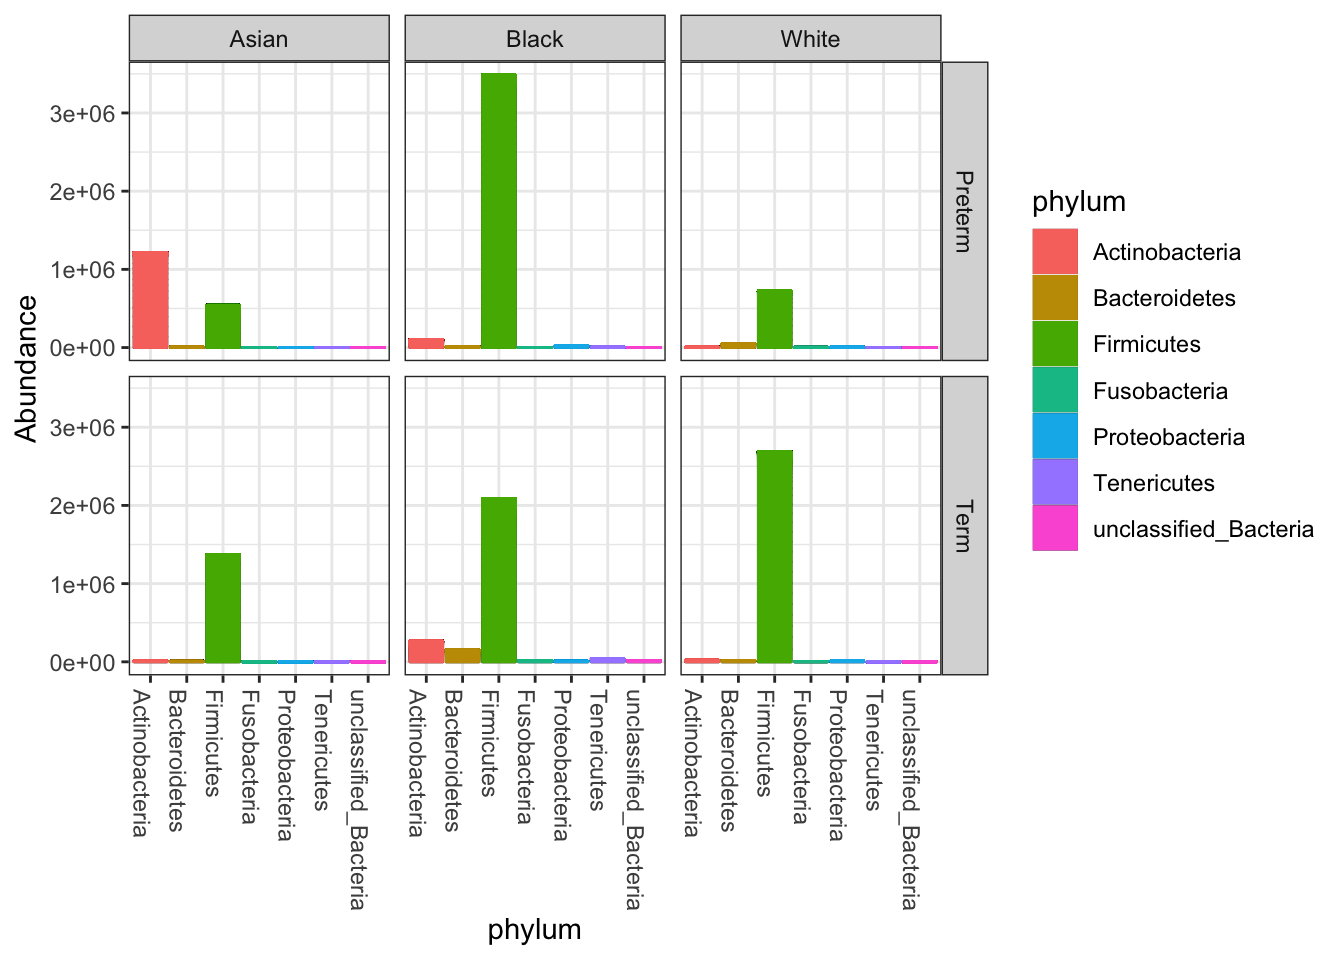 Asian
Black
White
3e+06
2e+06
1e+06
0e+00
Preterm
3e+06
2e+06
1e+06
0e+00
Term
Abundance
Actinobacteria
Bacteroidetes
Firmicutes
Fusobacteria
Proteobacteria
Tenericutes
unclassified_Bacteria
Actinobacteria
Bacteroidetes
Firmicutes
Fusobacteria
Proteobacteria
Tenericutes
unclassified_Bacteria
Actinobacteria
Bacteroidetes
Firmicutes
Fusobacteria
Proteobacteria
Tenericutes
unclassified_Bacteria
phylum
phylum
Actinobacteria
Bacteroidetes
Firmicutes
Fusobacteria
Proteobacteria
Tenericutes
unclassified_Bacteria